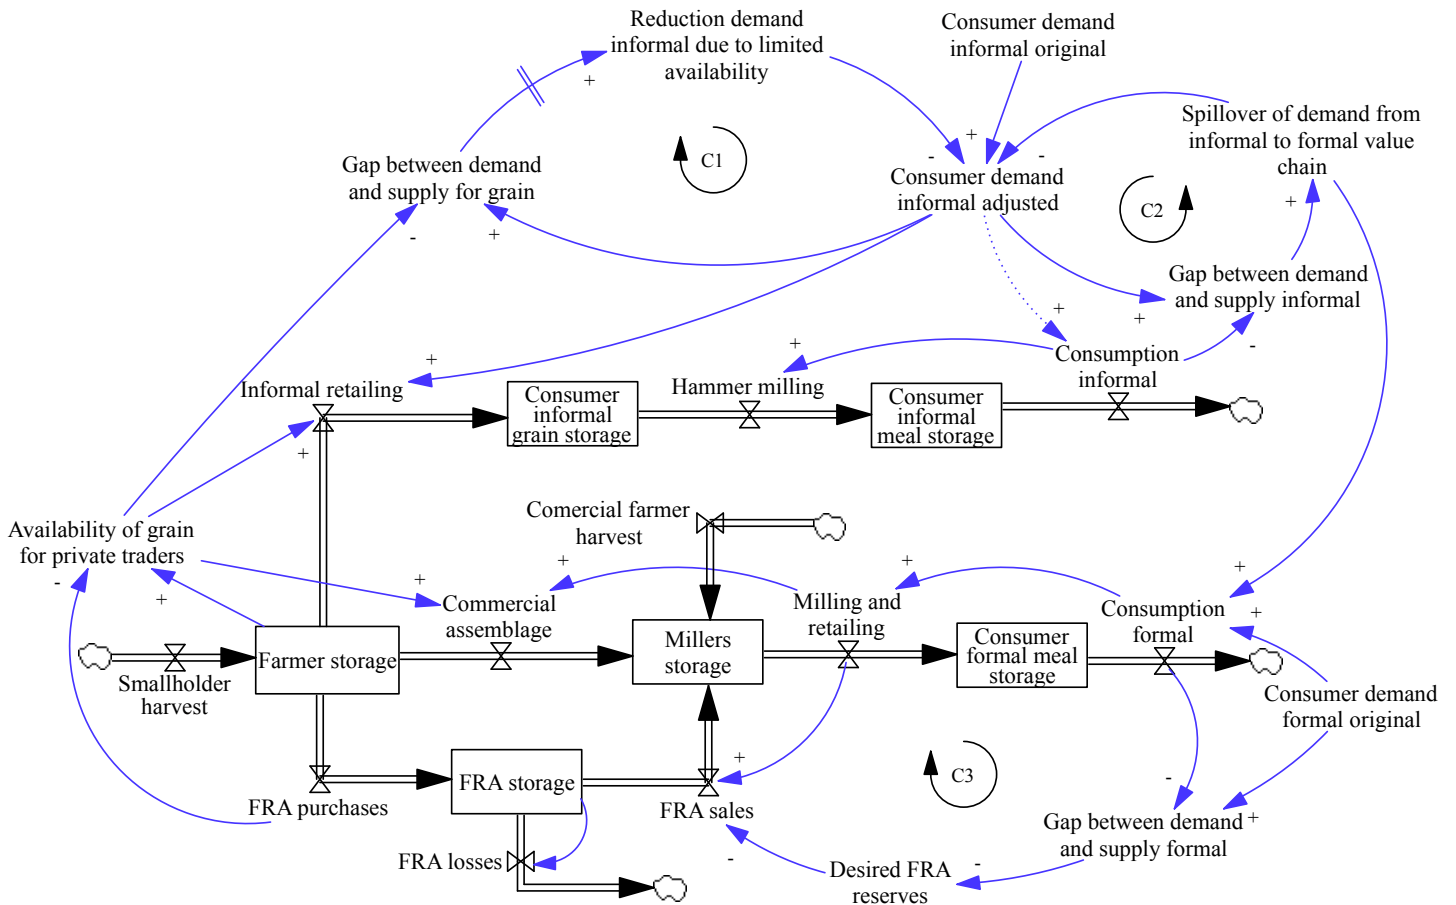 Reduction demand
informal due to limited
availability
Consumer demand
informal original
Spillover of demand from
informal to formal value
chain
+
+
-
-
C1
Gap between demand
and supply for grain
Consumer demand
informal adjusted
C2
+
-
+
Gap between demand
and supply informal
+
+
-
+
+
Consumption
informal
Informal retailing
Hammer milling
Consumer
informal
grain storage
Consumer
informal
meal storage
+
Comercial farmer
harvest
Availability of grain
for private traders
-
+
+
+
+
+
+
Commercial
assemblage
Milling and
retailing
Consumption
formal
Farmer storage
Millers
storage
Consumer
formal meal
storage
Smallholder
harvest
Consumer demand
formal original
+
-
C3
FRA storage
FRA purchases
FRA sales
+
Gap between demand
and supply formal
FRA losses
-
-
Desired FRA
reserves